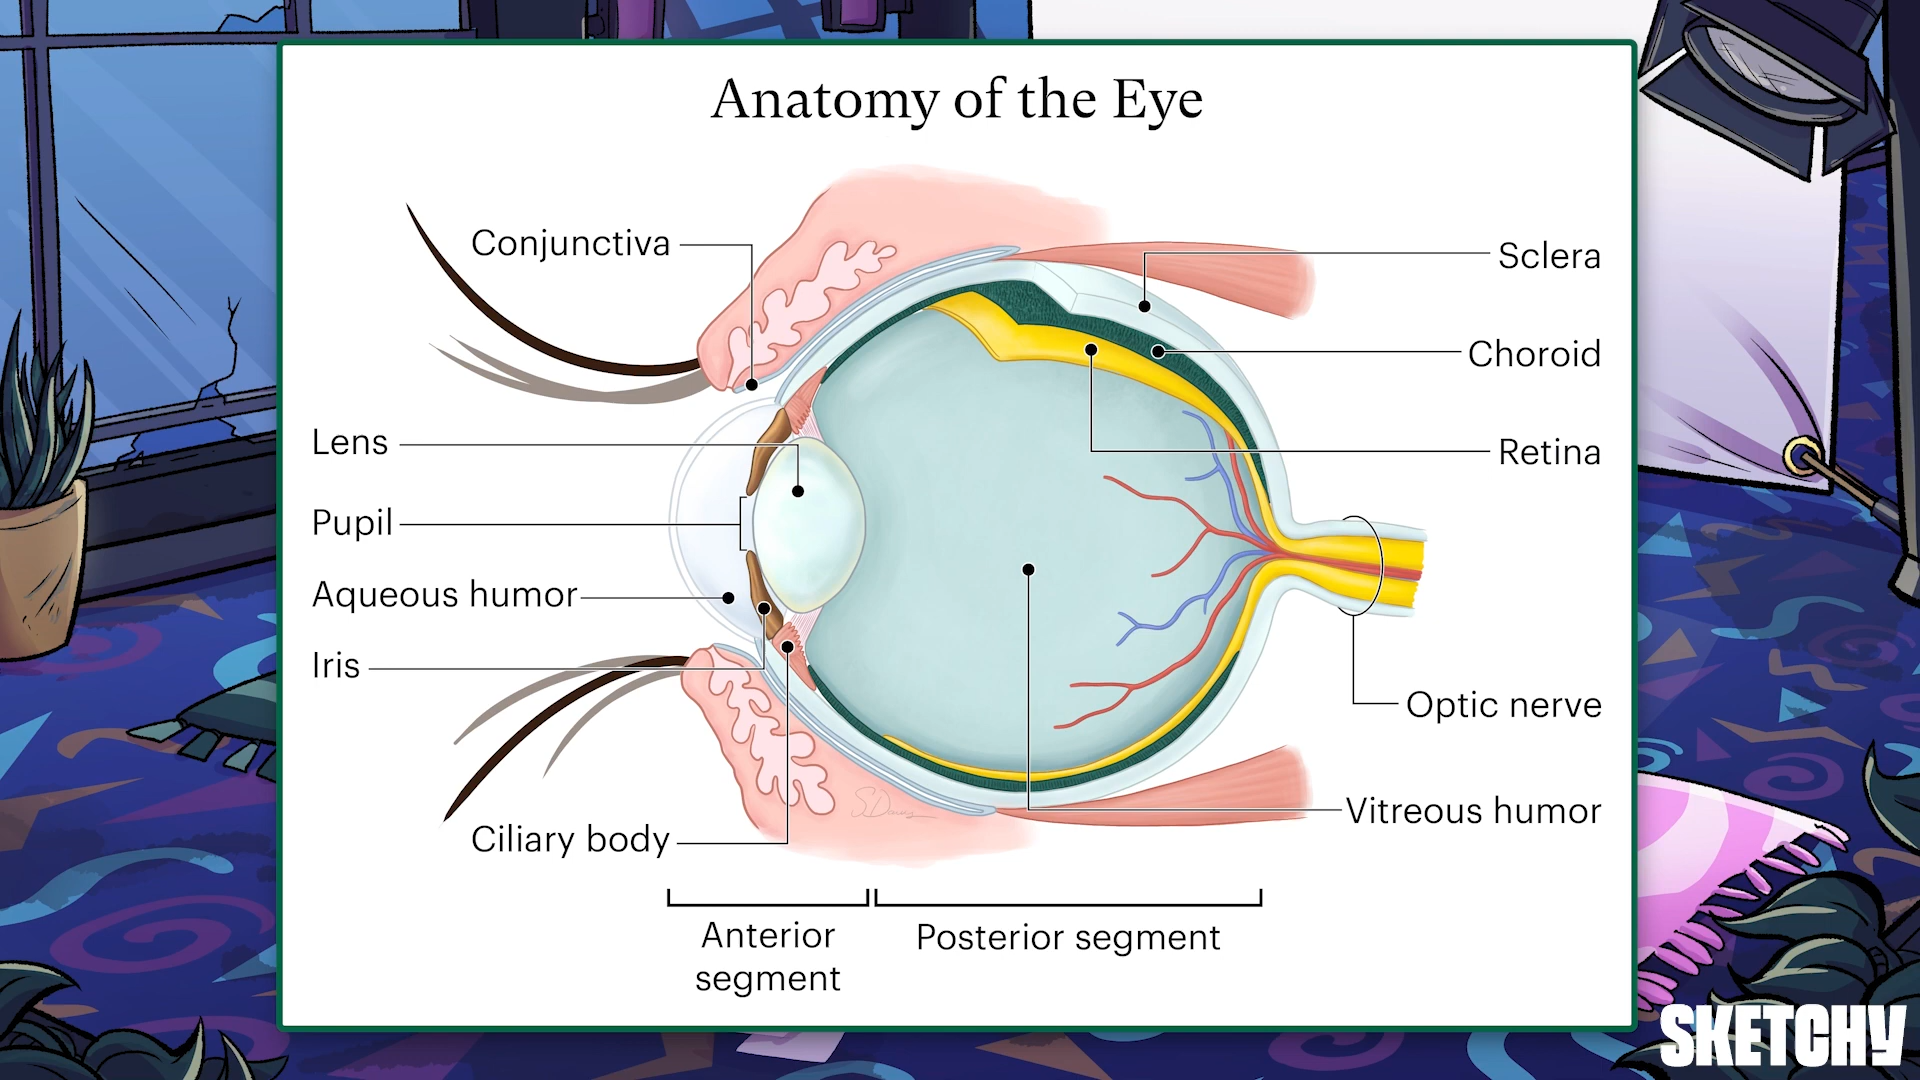 Anatomy of the Eye
Conjunctiva
Lens
Pupil
Aqueous humor
Iris
Ciliary body
Sclera
Choroid
Retina
Optic nerve
Vitreous humor
Anterior
segment
Posterior segment
SKETCHY